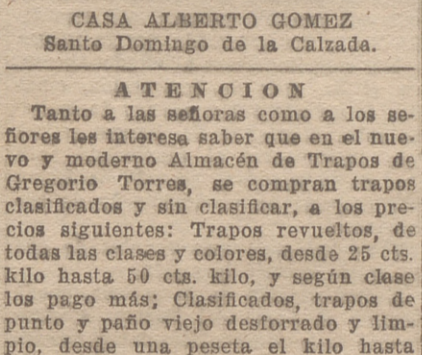 CASA ALBERTO GOMEZ
Santo Domingo de la Calzada.
ATENCION
Tanto a las señoras como a los se-
ñores les interesa saber que en el nue-
vo y moderno Almacén de Trapos de
Gregorio Torres, se compran trapos
clasificados y sin clasificar, a los pre-
cios siguientes: Trapos revueltos, de
todas las clases y colores, desde 25 cts.
kilo hasta 50 cts. kilo, y según clase
los pago más; Clasificados, trapos de
punto y paño viejo desforrado y lim-
pio, desde una peseta el kilo hasta